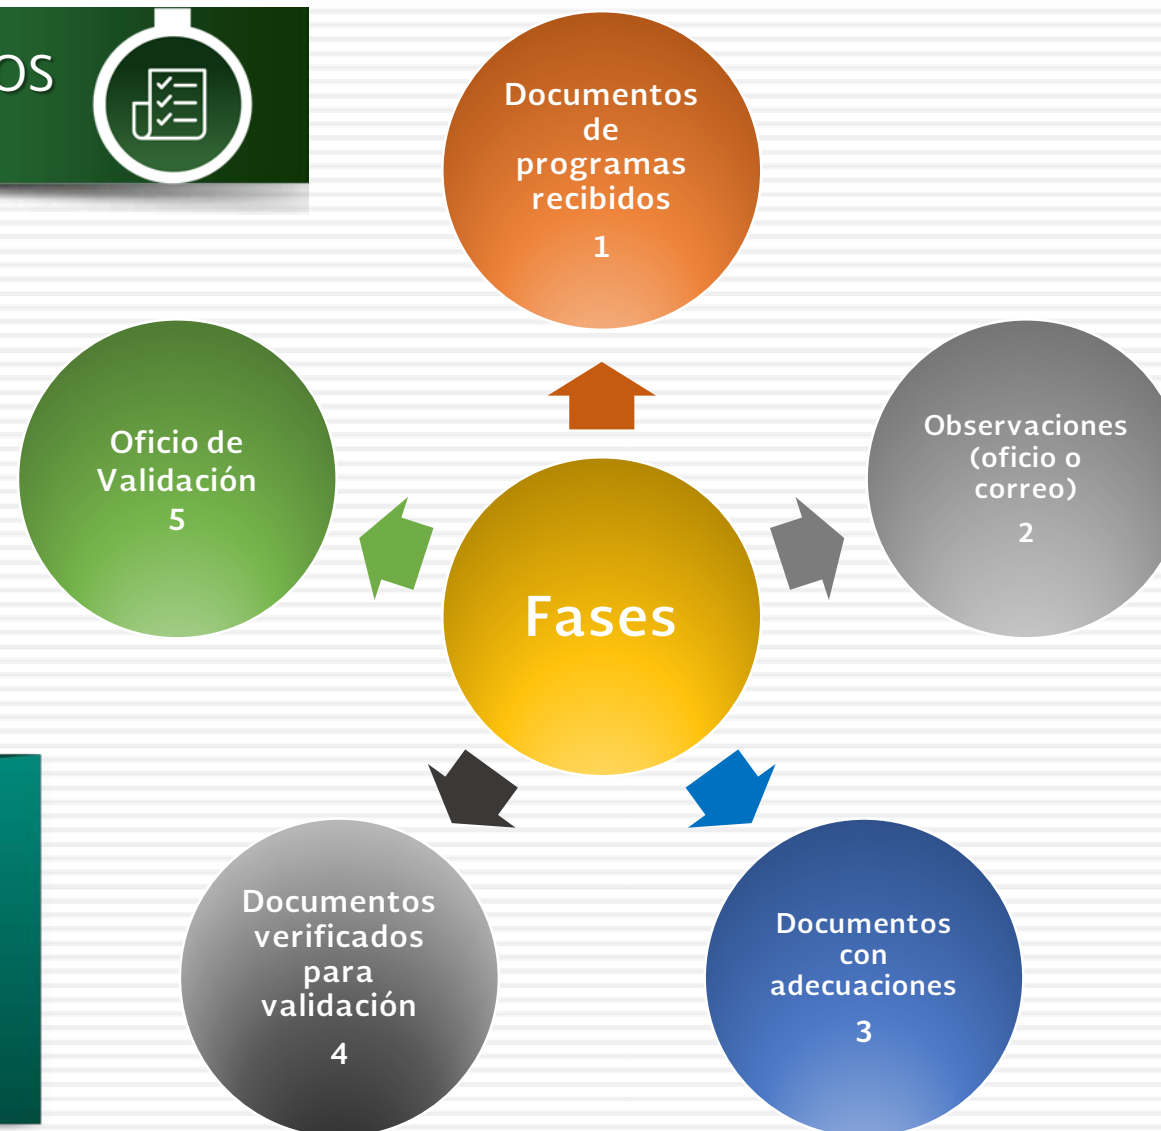 OS
Documentos
de
programas
recibidos
1
Observaciones
(oficio o
correo)
2
Documentos
con
adecuaciones
3
Documentos
verificados
para
validación
4
Oficio de
Validación
5
Fases